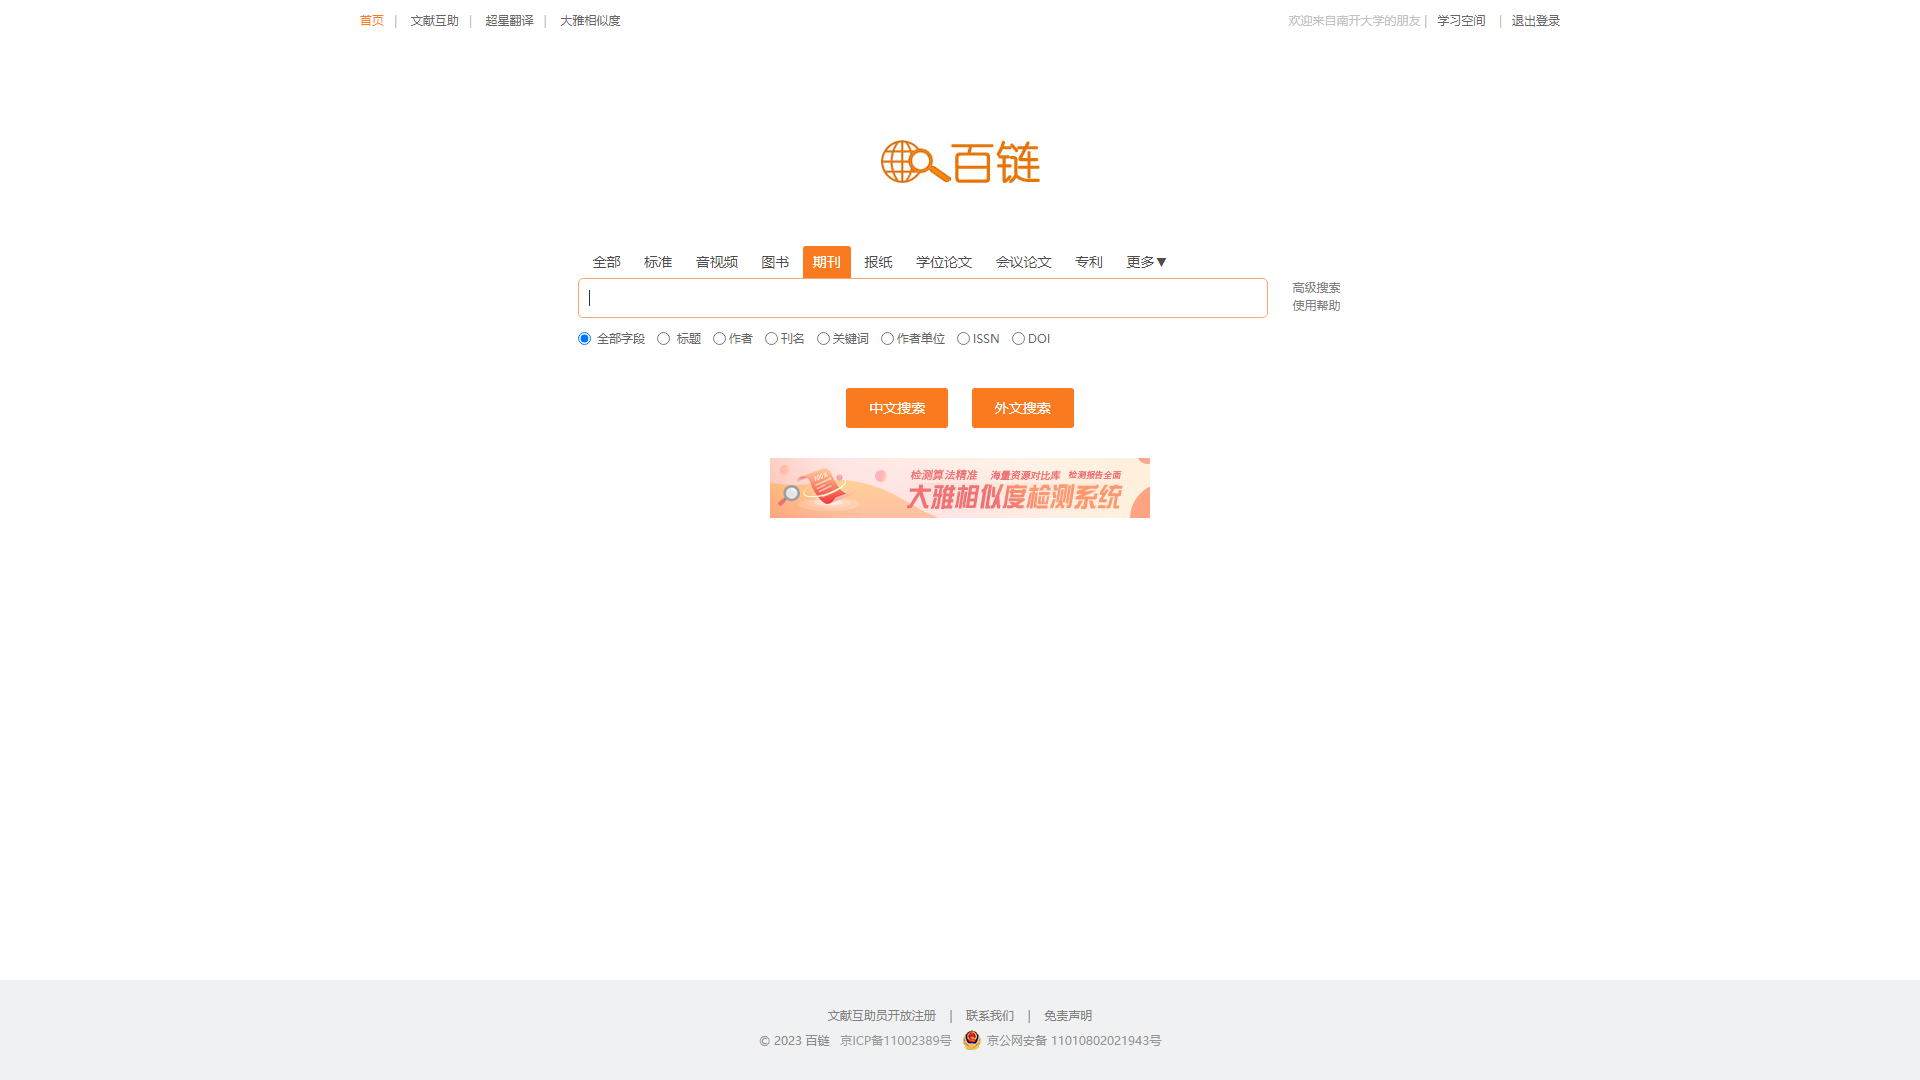 首页 | 文献互助 | 超星翻译 | 大雅相似度
欢迎来自南开大学的朋友 | 学习空间 | 退出登录
百链
全部 标准 音视频 图书 期刊 报纸 学位论文 会议论文 专利 更多▼
高级搜索
使用帮助
全部字段 标题 作者 刊名 关键词 作者单位 ISSN DOI
中文搜索 外文搜索
检测算法精准 海量资源对比库 检测报告全面
大雅相似度检测系统
文献互助员开放注册 | 联系我们 | 免责声明
© 2023 百链 京ICP备11002389号 京公网安备 11010802021943号